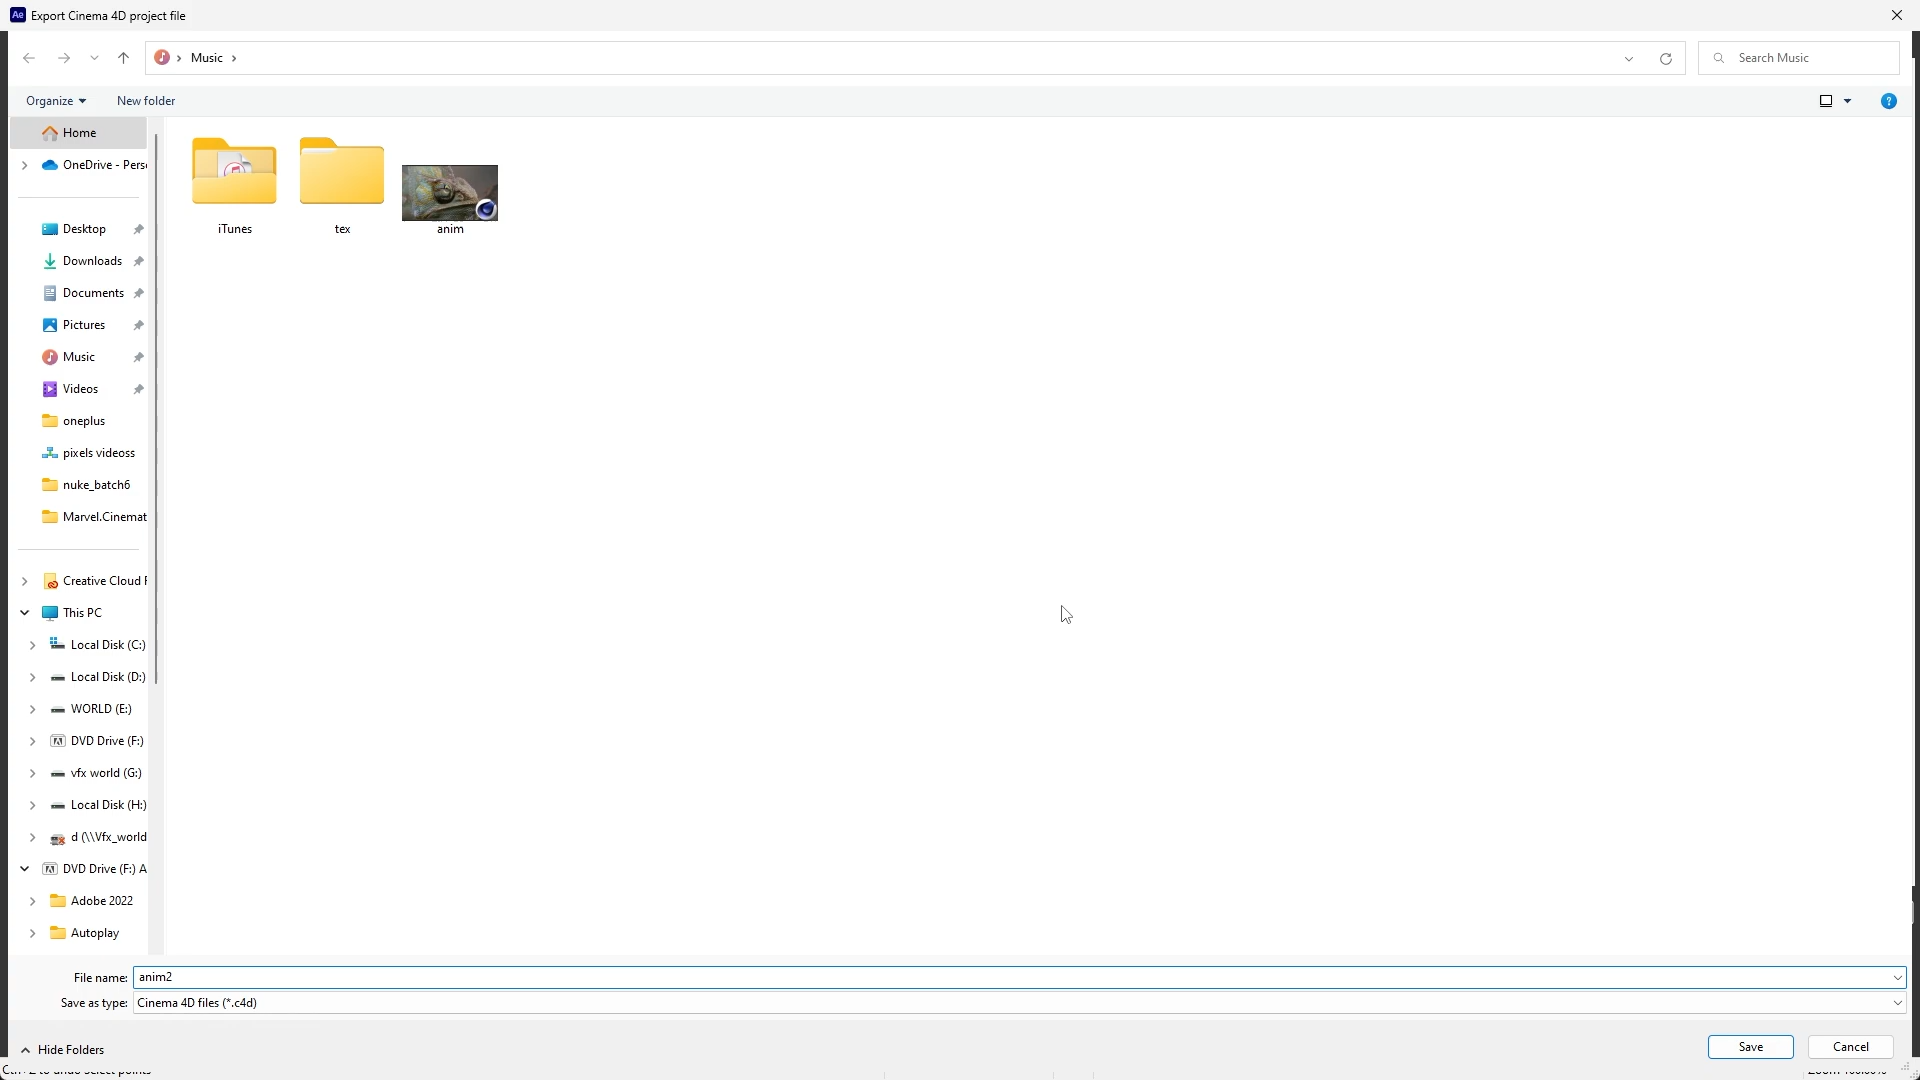 Ae Export Cinema 4D project file
Music
Search Music
Organize
New folder
Home
OneDrive - Pers
Desktop
Downloads
Documents
Pictures
Music
Videos
oneplus
pixels videoss
nuke_batch6
Marvel.Cinemat
Creative Cloud F
This PC
Local Disk (C:)
Local Disk (D:)
WORLD (E:)
DVD Drive (F:)
vfx world (G:)
Local Disk (H:)
d (\\Vfx_world
DVD Drive (F:) A
Adobe 2022
Autoplay
iTunes
tex
anim
File name: anim2
Save as type: Cinema 4D files (*.c4d)
Hide Folders
Save
Cancel